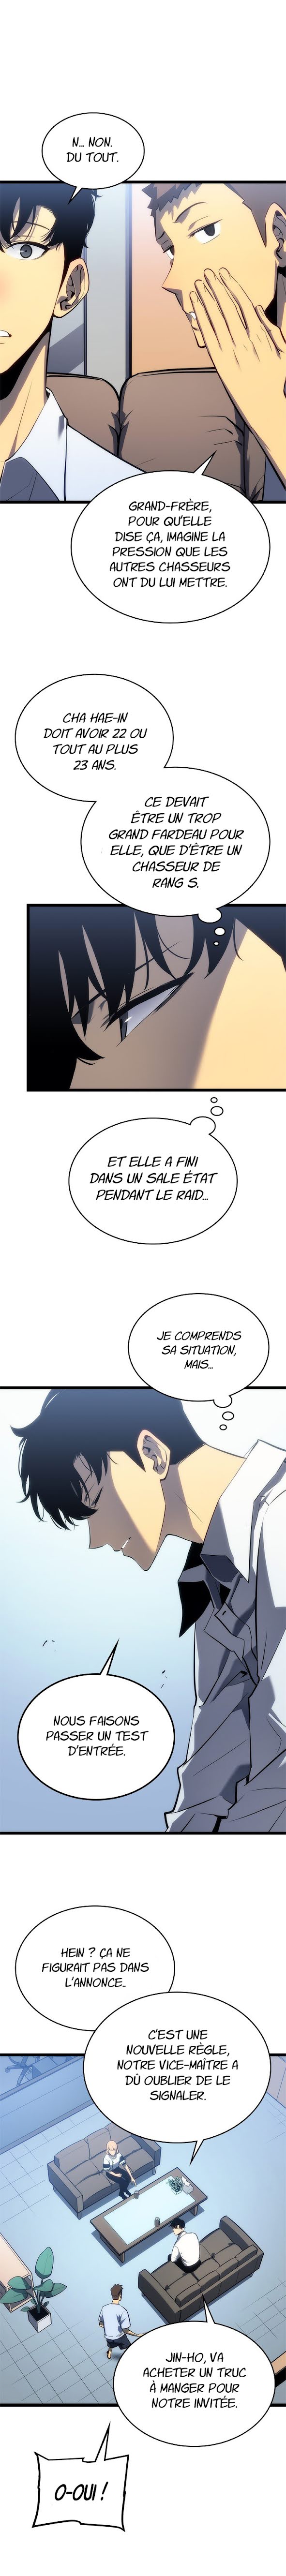 N... NON.
DU TOUT.
GRAND-FRÈRE,
POUR QU'ELLE
DISE ÇA, IMAGINE LA
PRESSION QUE LES
AUTRES CHASSEURS
ONT DU LUI METTRE.
CHA HAE-IN
DOIT AVOIR 22 OU
TOUT AU PLUS
23 ANS.
CE DEVAIT
ÊTRE UN TROP
GRAND FARDEAU POUR
ELLE, QUE D'ÊTRE UN
CHASSEUR DE
RANG S.
ET ELLE A FINI
DANS UN SALE ÉTAT
PENDANT LE RAID...
JE COMPRENDS
SA SITUATION,
MAIS...
NOUS FAISONS
PASSER UN TEST
D'ENTRÉE.
HEIN ? ÇA NE
FIGURAIT PAS DANS
L'ANNONCE..
C'EST UNE
NOUVELLE RÈGLE,
NOTRE VICE-MAÎTRE A
DÛ OUBLIER DE LE
SIGNALER.
JIN-HO, VA
ACHETER UN TRUC
À MANGER POUR
NOTRE INVITÉE.
O-OUI !